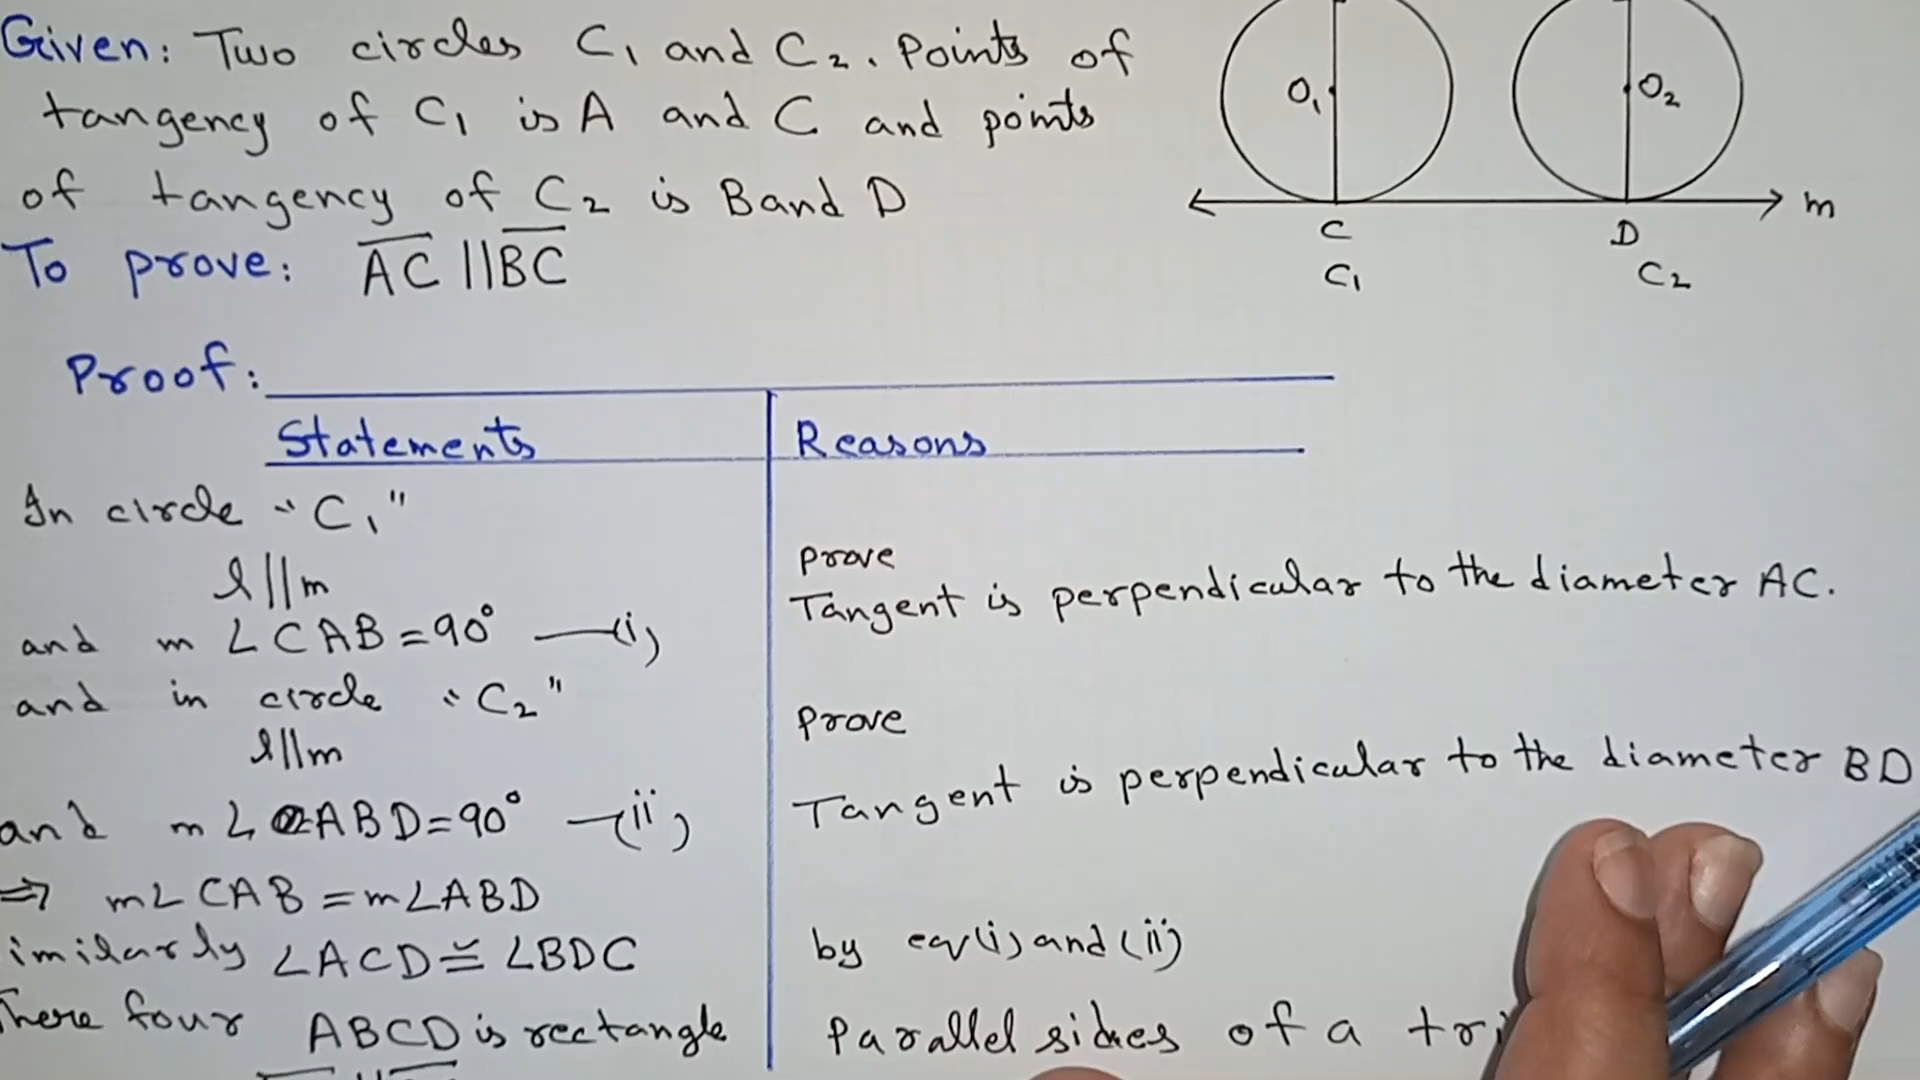 Given: Two circles C₁ and C₂. Points of
tangency of C₁ is A and C and points
of tangency of C₂ is B and D
To prove: A̅C̅ || B̅C̅
O₁
O₂
m
C
D
C₁
C₂
Proof:
Statements
Reasons
In circle "C₁"
l||m
prove
and m∠CAB=90° —(i)
Tangent is perpendicular to the diameter AC.
and in circle "C₂"
l||m
prove
and m∠ABD=90° —(ii)
Tangent is perpendicular to the diameter BD
⇒ m∠CAB=m∠ABD
imilarly ∠ACD≅∠BDC
by eq(i) and (ii)
There four ABCD is rectangle
Parallel sides of a tri